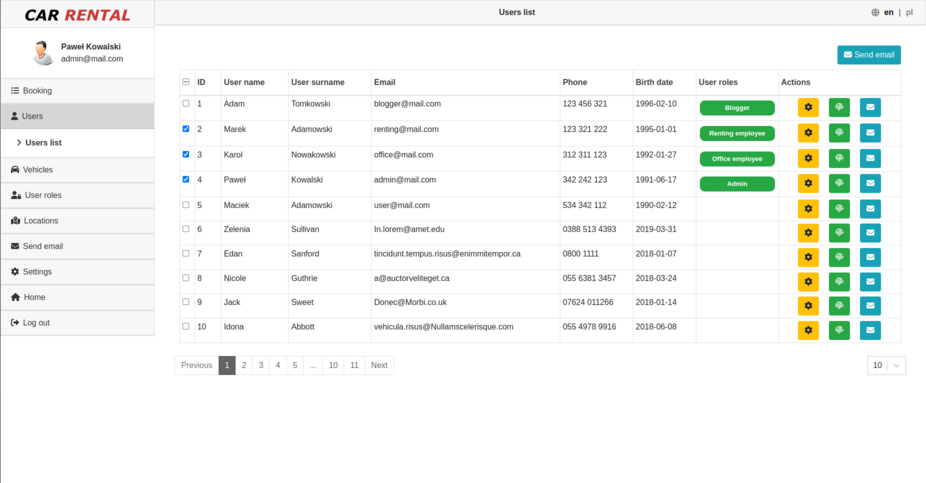 CAR RENTAL
Users list
en | pl
Paweł Kowalski
admin@mail.com
Send email
Booking
Users
Users list
Vehicles
User roles
Locations
Send email
Settings
Home
Log out
ID User name User surname Email Phone Birth date User roles Actions
1 Adam Tomkowski blogger@mail.com 123 456 321 1996-02-10 Blogger
2 Marek Adamowski renting@mail.com 123 321 222 1995-01-01 Renting employee
3 Karol Nowakowski office@mail.com 312 311 123 1992-01-27 Office employee
4 Paweł Kowalski admin@mail.com 342 242 123 1991-06-17 Admin
5 Maciek Adamowski user@mail.com 534 342 112 1990-02-12
6 Zelenia Sullivan In.lorem@amet.edu 0388 513 4393 2019-03-31
7 Edan Sanford tincidunt.tempus.risus@enimmitempor.ca 0800 1111 2018-01-07
8 Nicole Guthrie a@auctorveliteget.ca 055 6381 3457 2018-03-24
9 Jack Sweet Donec@Morbi.co.uk 07624 011266 2018-01-14
10 Idona Abbott vehicula.risus@Nullamscelerisque.com 055 4978 9916 2018-06-08
Previous 1 2 3 4 5 ... 10 11 Next
10